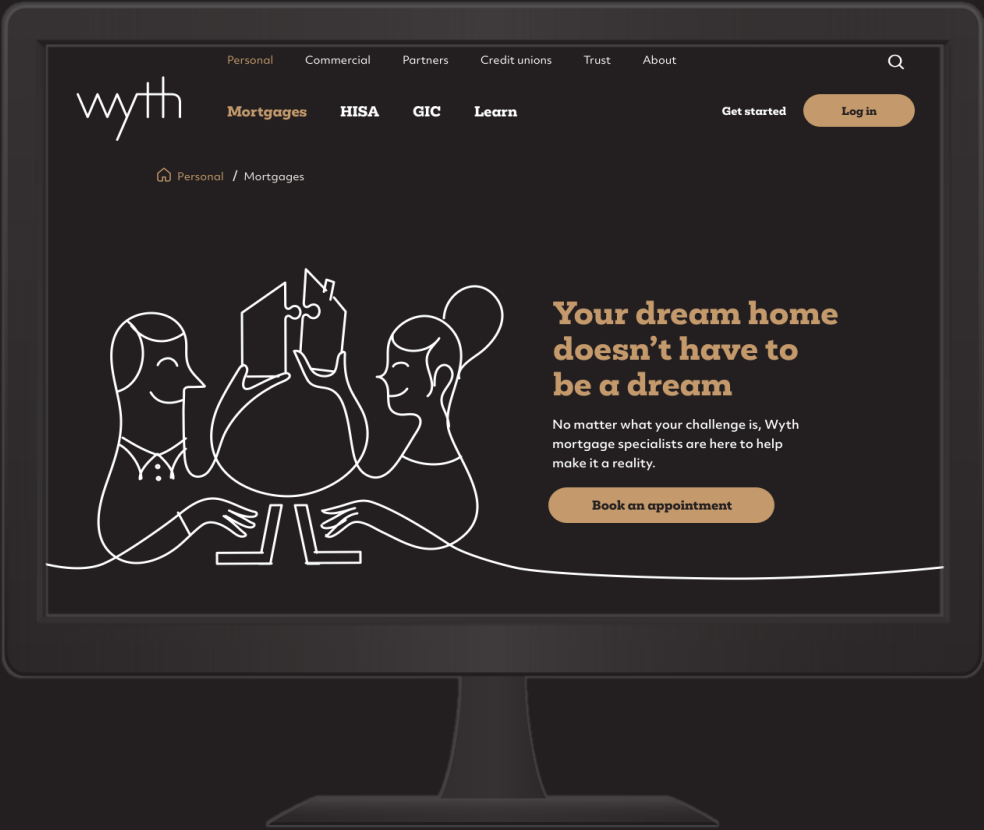 Personal Commercial Partners Credit unions Trust About
wyth
Mortgages HISA GIC Learn Get started Log in
Personal / Mortgages
Your dream home
doesn’t have to
be a dream
No matter what your challenge is, Wyth
mortgage specialists are here to help
make it a reality.
Book an appointment